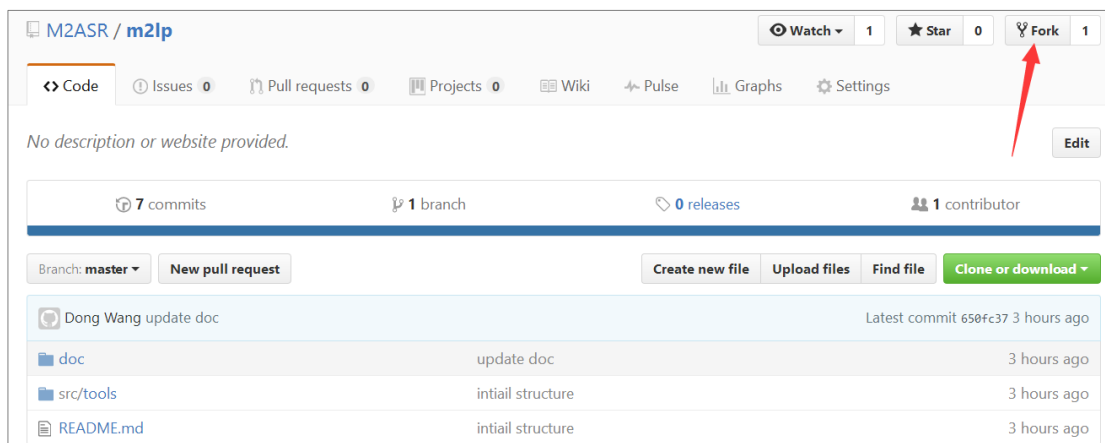 M2ASR / m2lp Watch 1 Star 0 Fork 1
Code Issues 0 Pull requests 0 Projects 0 Wiki Pulse Graphs Settings
No description or website provided. Edit
7 commits 1 branch 0 releases 1 contributor
Branch: master New pull request Create new file Upload files Find file Clone or download
Dong Wang update doc Latest commit 650fc37 3 hours ago
doc update doc 3 hours ago
src/tools intiail structure 3 hours ago
README.md intiail structure 3 hours ago